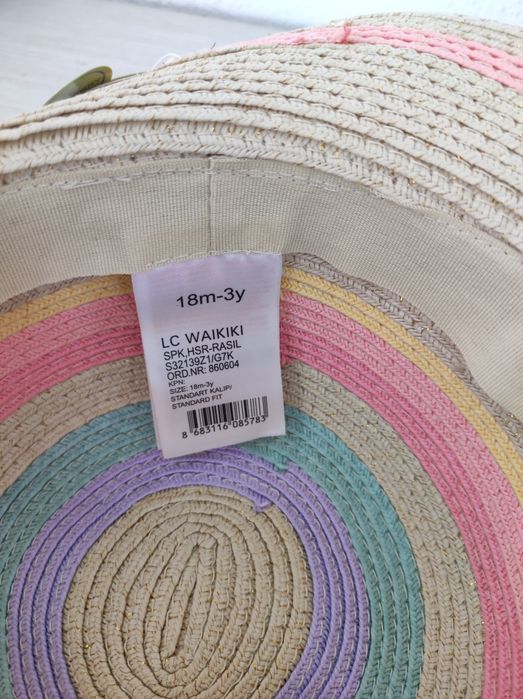 18m-3y
LC WAIKIKI
SPK,HSR-RASIL
S32139Z1/G7K
ORD.NR: 860604
KPN:
SIZE: 18m-3y
STANDART KALIP/
STANDARD FIT
8 683116 085783